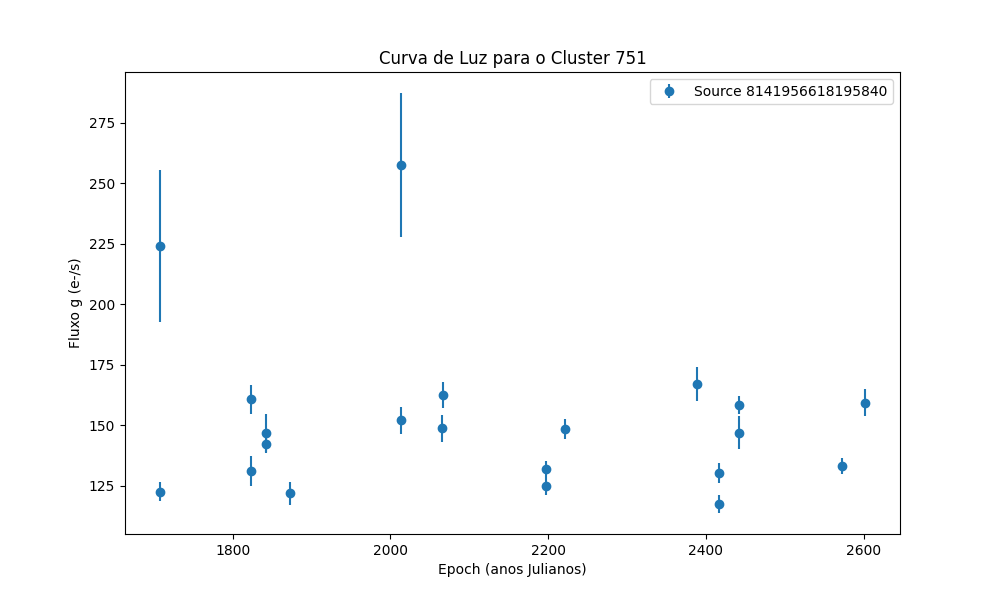 Curva de Luz para o Cluster 751
Source 8141956618195840
275
250
225
200
175
150
125
Fluxo g (e-/s)
1800 2000 2200 2400 2600
Epoch (anos Julianos)